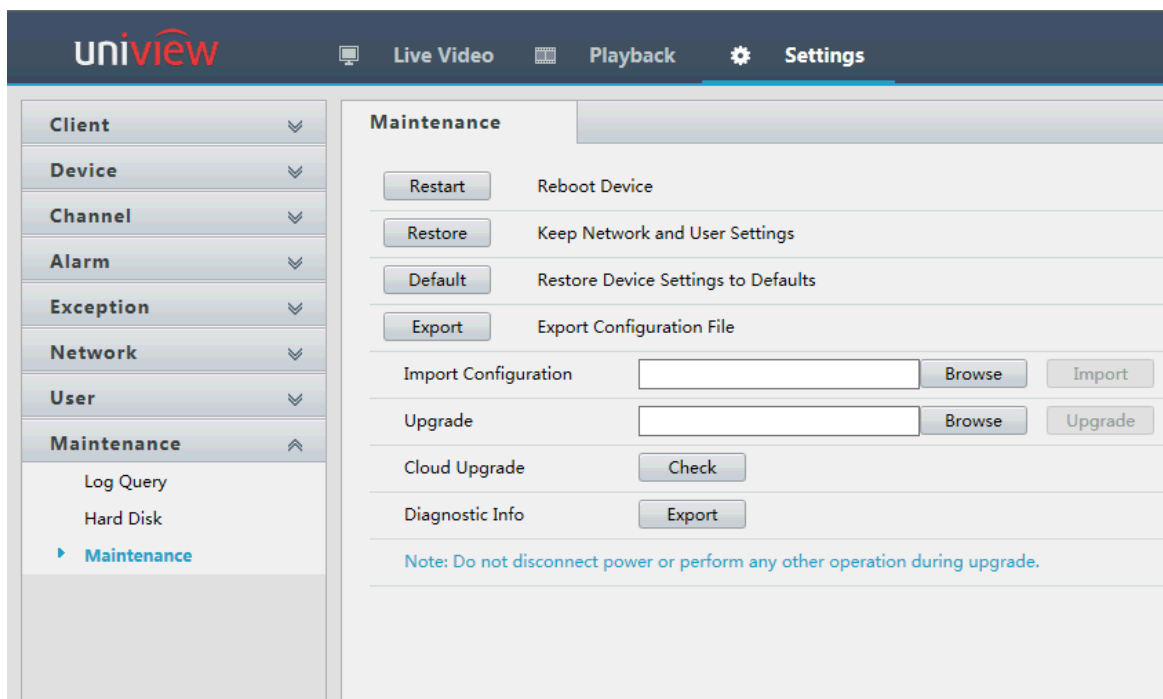 uniview
Live Video
Playback
Settings
Client
Device
Channel
Alarm
Exception
Network
User
Maintenance
Log Query
Hard Disk
Maintenance
Maintenance
Restart Reboot Device
Restore Keep Network and User Settings
Default Restore Device Settings to Defaults
Export Export Configuration File
Import Configuration Browse Import
Upgrade Browse Upgrade
Cloud Upgrade Check
Diagnostic Info Export
Note: Do not disconnect power or perform any other operation during upgrade.